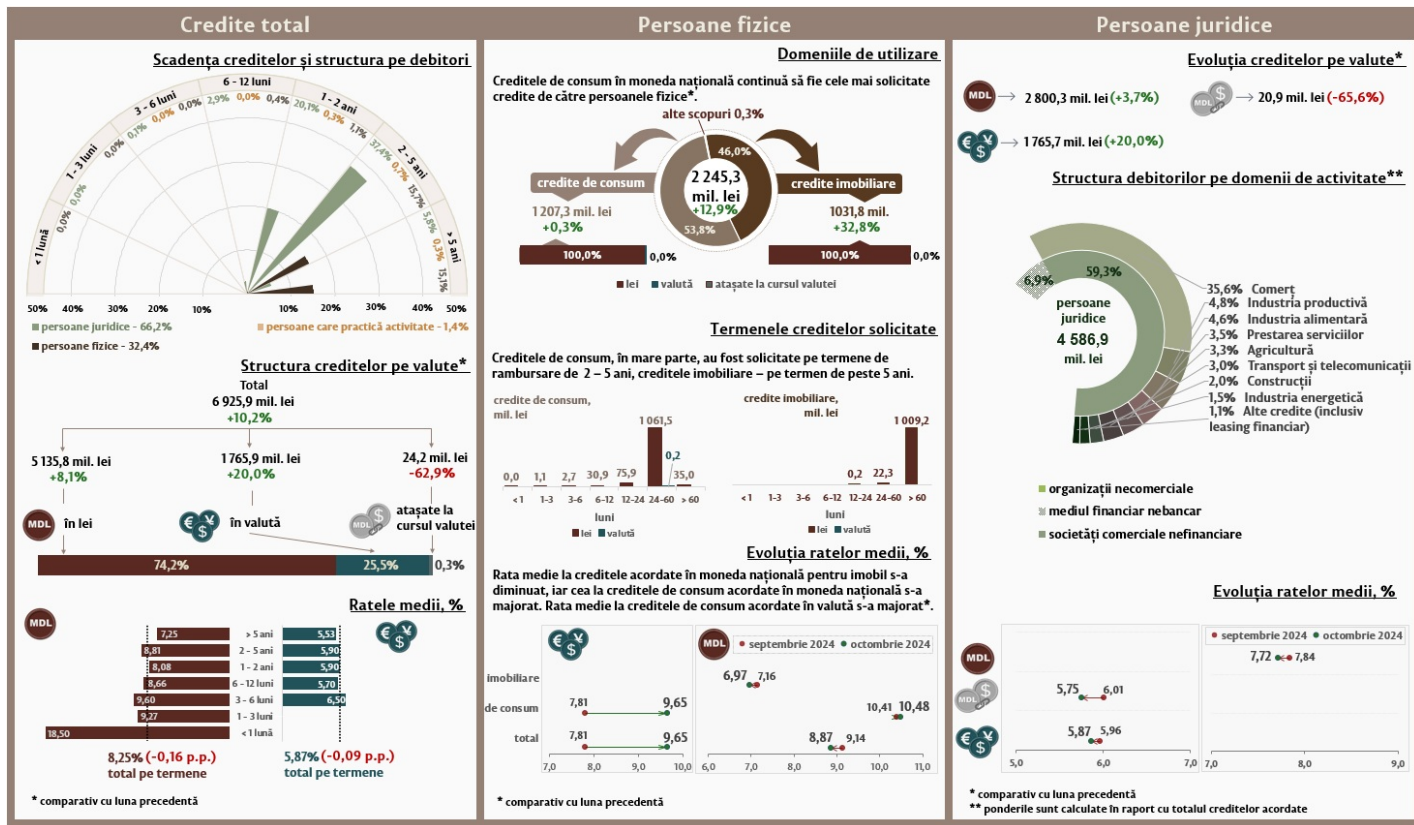 Credite total
Scadența creditelor și structura pe debitori
< 1 lună
1 - 3 luni
3 - 6 luni
6 - 12 luni
1 - 2 ani
2 - 5 ani
> 5 ani
0,0%
0,0%
0,0%
0,1%
0,0%
0,0%
2,9%
0,0%
0,4%
20,1%
0,3%
1,1%
37,4%
0,7%
15,7%
5,8%
0,3%
15,1%
50% 40% 30% 20% 10% 10% 20% 30% 40% 50%
persoane juridice - 66,2%
persoane care practică activitate - 1,4%
persoane fizice - 32,4%
Structura creditelor pe valute*
Total
6 925,9 mil. lei
+10,2%
5 135,8 mil. lei
+8,1%
1 765,9 mil. lei
+20,0%
24,2 mil. lei
-62,9%
MDL
în lei
€ ¥ $
în valută
MDL $
atașate la
cursul valutei
74,2%
25,5%
0,3%
Ratele medii, %
MDL
€ ¥ $
7,25 > 5 ani 5,53
8,81 2 - 5 ani 5,90
8,08 1 - 2 ani 5,90
8,66 6 - 12 luni 5,70
9,60 3 - 6 luni 6,50
9,27 1 - 3 luni
18,50 < 1 lună
8,25% (-0,16 p.p.)
total pe termene
5,87% (-0,09 p.p.)
total pe termene
* comparativ cu luna precedentă
Persoane fizice
Domeniile de utilizare
Creditele de consum în moneda națională continuă să fie cele mai solicitate
credite de către persoanele fizice*.
alte scopuri 0,3%
46,0%
2 245,3
mil. lei
+12,9%
53,8%
credite de consum
1 207,3 mil. lei
+0,3%
100,0%
0,0%
credite imobiliare
1031,8 mil.
+32,8%
100,0%
0,0%
lei valută atașate la cursul valutei
Termenele creditelor solicitate
Creditele de consum, în mare parte, au fost solicitate pe termene de
rambursare de 2 – 5 ani, creditele imobiliare – pe termen de peste 5 ani.
credite de consum,
mil. lei
0,0 1,1 2,7 30,9 75,9 1 061,5 0,2 35,0
< 1 1-3 3-6 6-12 12-24 24-60 > 60
luni
lei valută
credite imobiliare,
mil. lei
0,2 22,3 1 009,2
< 1 1-3 3-6 6-12 12-24 24-60 > 60
luni
lei valută
Evoluția ratelor medii, %
Rata medie la creditele acordate în moneda națională pentru imobil s-a
diminuat, iar cea la creditele de consum acordate în moneda națională s-a
majorat. Rata medie la creditele de consum acordate în valută s-a majorat*.
€ ¥ $
MDL
septembrie 2024 octombrie 2024
imobiliare
6,97 7,16
de consum
7,81 9,65
10,41 10,48
total
7,81 9,65
8,87 9,14
7,0 8,0 9,0 10,0
6,0 7,0 8,0 9,0 10,0 11,0
* comparativ cu luna precedentă
Persoane juridice
Evoluția creditelor pe valute*
MDL
2 800,3 mil. lei (+3,7%)
MDL $
20,9 mil. lei (-65,6%)
€ ¥ $
1 765,7 mil. lei (+20,0%)
Structura debitorilor pe domenii de activitate**
6,9%
59,3%
persoane
juridice
4 586,9
mil. lei
35,6% Comerț
4,8% Industria productivă
4,6% Industria alimentară
3,5% Prestarea serviciilor
3,3% Agricultură
3,0% Transport și telecomunicații
2,0% Construcții
1,5% Industria energetică
1,1% Alte credite (inclusiv
leasing financiar)
organizații necomerciale
mediul financiar nebancar
societăți comerciale nefinanciare
Evoluția ratelor medii, %
septembrie 2024 octombrie 2024
MDL
7,72 7,84
MDL $
5,75 6,01
€ ¥ $
5,87 5,96
5,0 6,0 7,0
7,0 8,0 9,0
* comparativ cu luna precedentă
** ponderile sunt calculate în raport cu totalul creditelor acordate